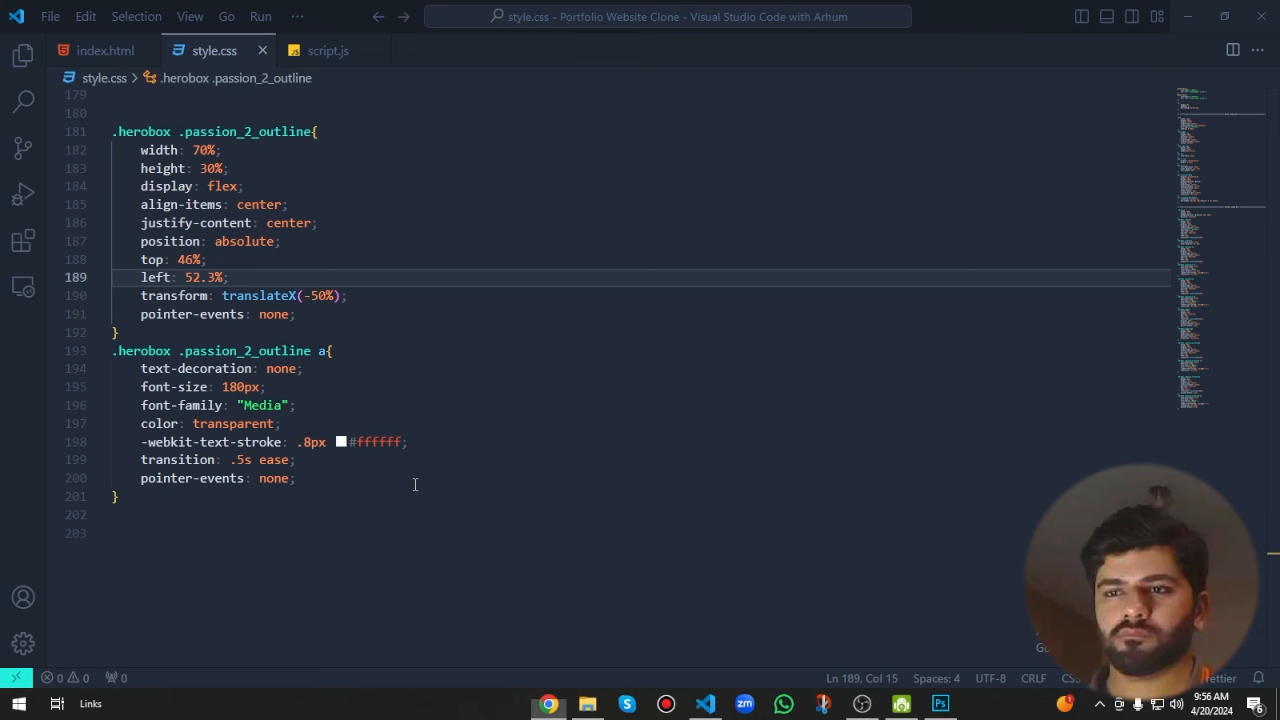 File Edit Selection View Go Run ···
style.css - Portfolio Website Clone - Visual Studio Code with Arhum
index.html style.css script.js
style.css > .herobox .passion_2_outline
179
180
181 .herobox .passion_2_outline{
182 width: 70%;
183 height: 30%;
184 display: flex;
185 align-items: center;
186 justify-content: center;
187 position: absolute;
188 top: 46%;
189 left: 52.3%;
190 transform: translateX(-50%);
191 pointer-events: none;
192 }
193 .herobox .passion_2_outline a{
194 text-decoration: none;
195 font-size: 180px;
196 font-family: "Media";
197 color: transparent;
198 -webkit-text-stroke: .8px #ffffff;
199 transition: .5s ease;
200 pointer-events: none;
201 }
202
203
0 0 0 Ln 189, Col 15 Spaces: 4 UTF-8 CRLF
Links zm Ps 1 9:56 AM
4/20/2024 6